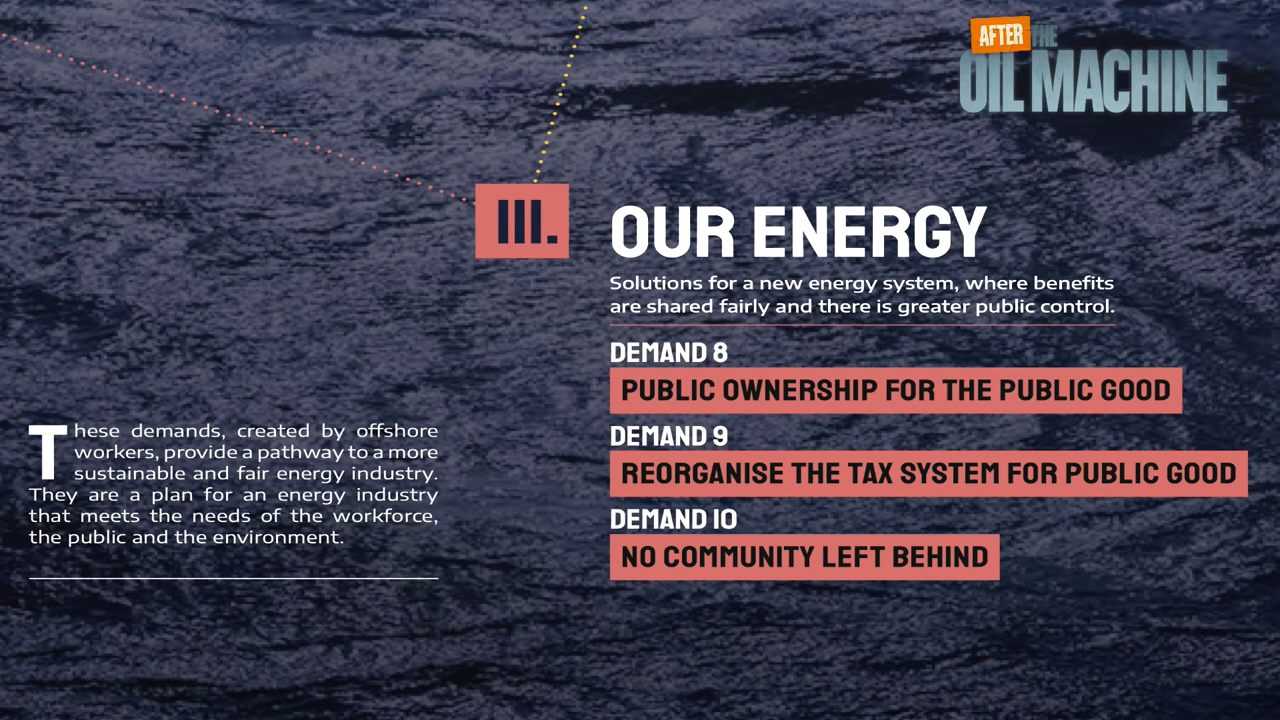 AFTER THE
OIL MACHINE
III.
OUR ENERGY
Solutions for a new energy system, where benefits
are shared fairly and there is greater public control.
DEMAND 8
PUBLIC OWNERSHIP FOR THE PUBLIC GOOD
DEMAND 9
REORGANISE THE TAX SYSTEM FOR PUBLIC GOOD
DEMAND 10
NO COMMUNITY LEFT BEHIND
These demands, created by offshore
workers, provide a pathway to a more
sustainable and fair energy industry.
They are a plan for an energy industry
that meets the needs of the workforce,
the public and the environment.